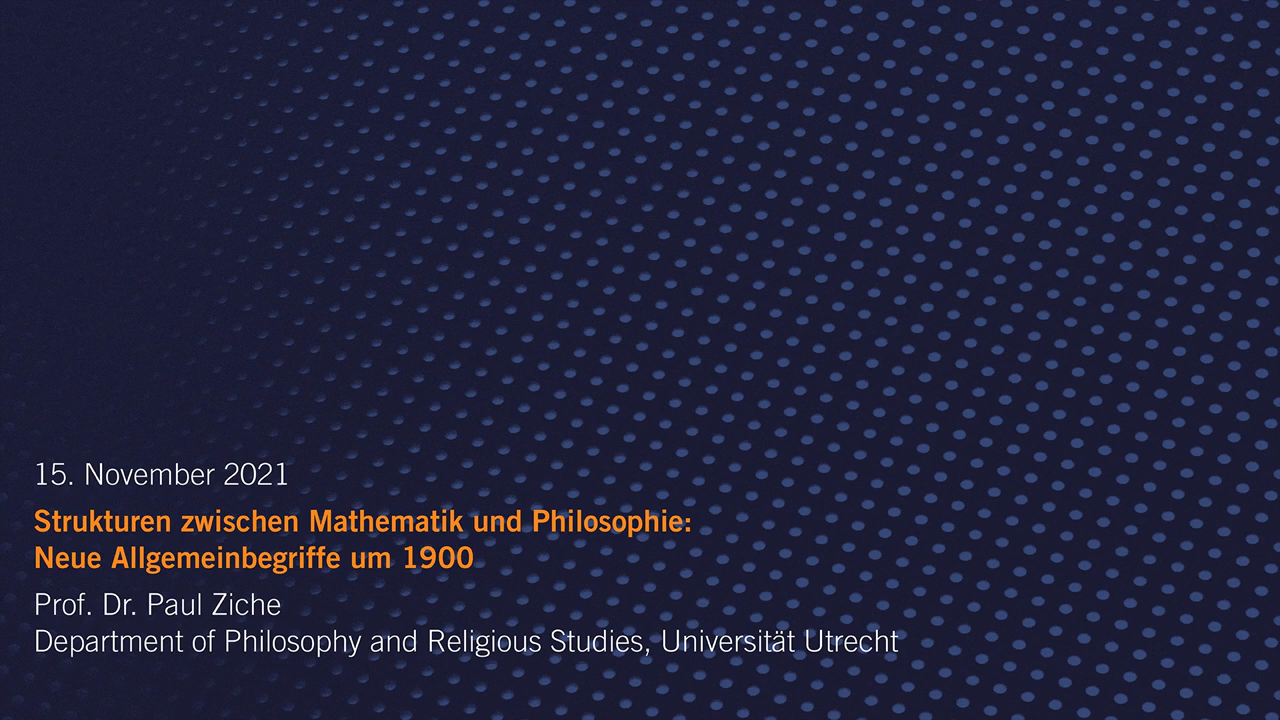 15. November 2021
Strukturen zwischen Mathematik und Philosophie:
Neue Allgemeinbegriffe um 1900
Prof. Dr. Paul Ziche
Department of Philosophy and Religious Studies, Universität Utrecht